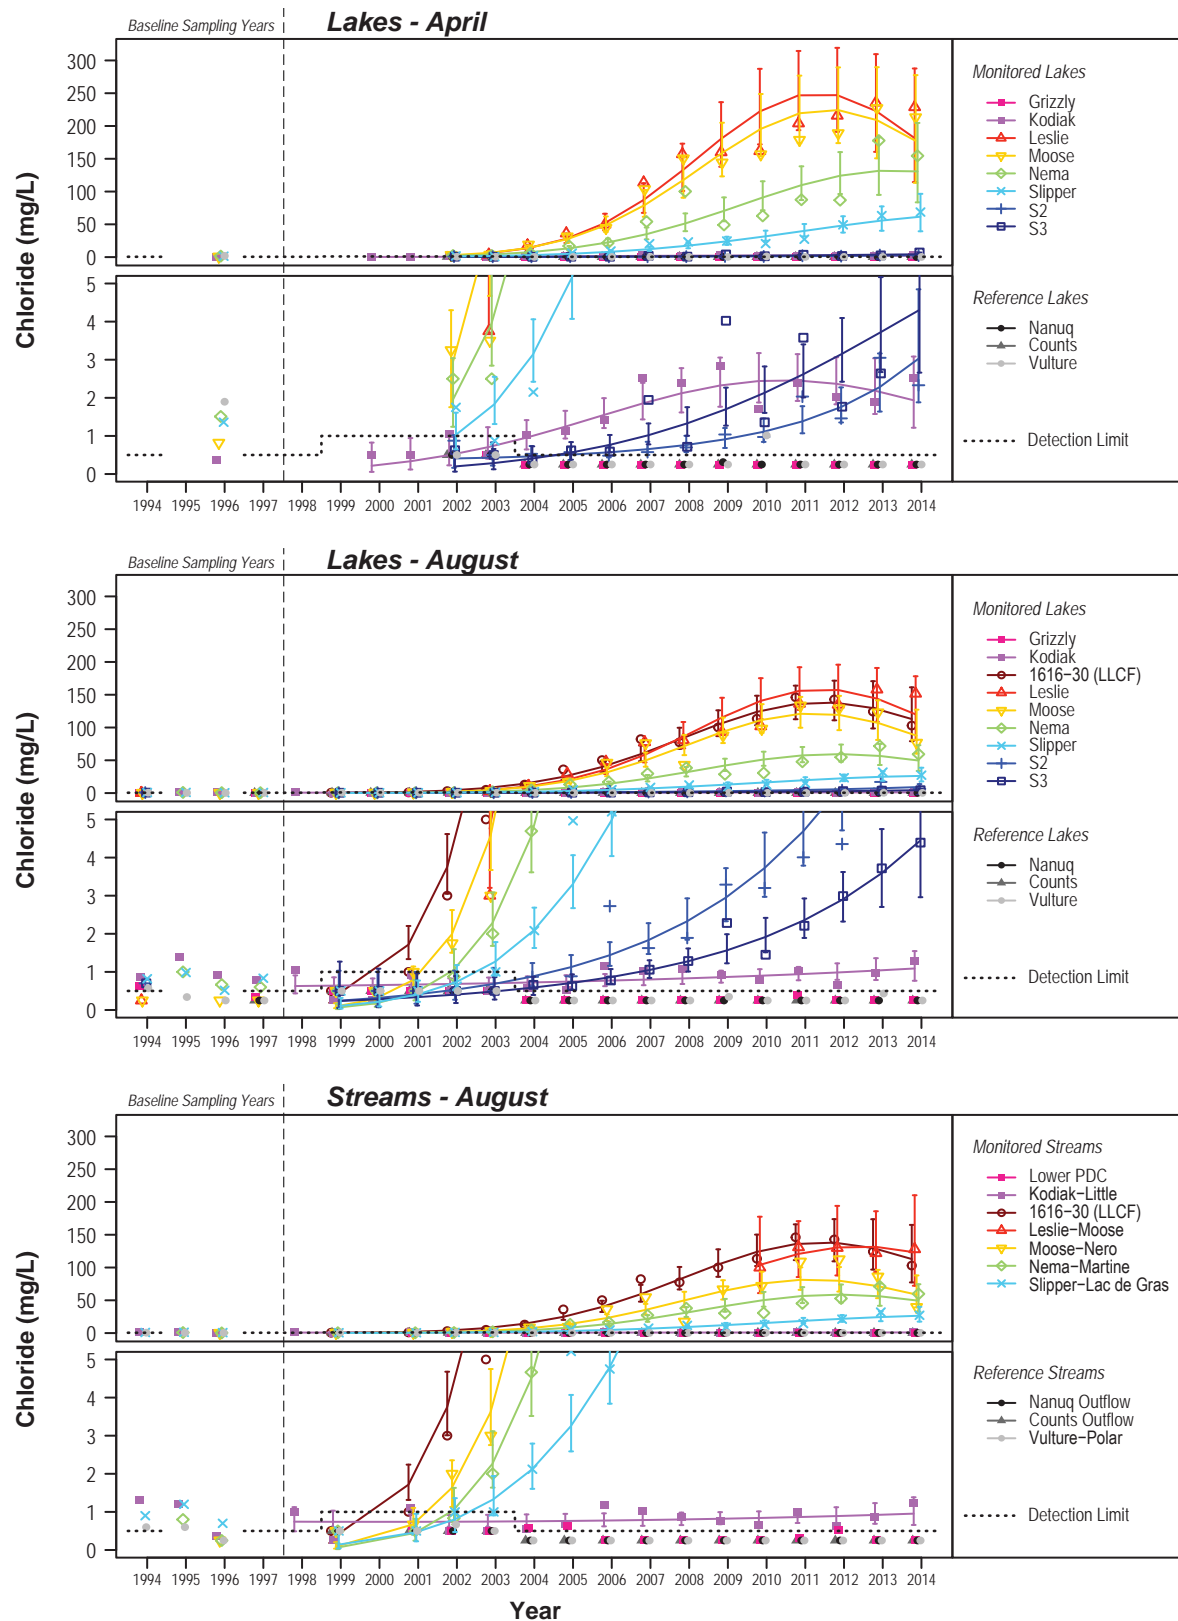 Baseline Sampling Years
Lakes - April
Chloride (mg/L)
300
250
200
150
100
50
0
5
4
3
2
1
0
1994 1995 1996 1997 1998 1999 2000 2001 2002 2003 2004 2005 2006 2007 2008 2009 2010 2011 2012 2013 2014
Monitored Lakes
Grizzly
Kodiak
Leslie
Moose
Nema
Slipper
S2
S3
Reference Lakes
Nanuq
Counts
Vulture
Detection Limit
Baseline Sampling Years
Lakes - August
Chloride (mg/L)
300
250
200
150
100
50
0
5
4
3
2
1
0
1994 1995 1996 1997 1998 1999 2000 2001 2002 2003 2004 2005 2006 2007 2008 2009 2010 2011 2012 2013 2014
Monitored Lakes
Grizzly
Kodiak
1616−30 (LLCF)
Leslie
Moose
Nema
Slipper
S2
S3
Reference Lakes
Nanuq
Counts
Vulture
Detection Limit
Baseline Sampling Years
Streams - August
Chloride (mg/L)
300
250
200
150
100
50
0
5
4
3
2
1
0
1994 1995 1996 1997 1998 1999 2000 2001 2002 2003 2004 2005 2006 2007 2008 2009 2010 2011 2012 2013 2014
Year
Monitored Streams
Lower PDC
Kodiak−Little
1616−30 (LLCF)
Leslie−Moose
Moose−Nero
Nema−Martine
Slipper−Lac de Gras
Reference Streams
Nanuq Outflow
Counts Outflow
Vulture−Polar
Detection Limit